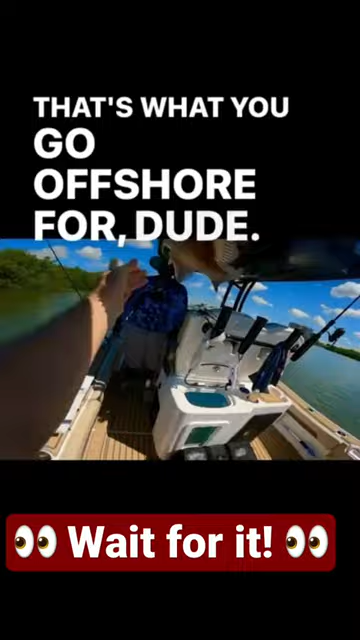 THAT'S WHAT YOU
GO
OFFSHORE
FOR, DUDE.
👀 Wait for it! 👀